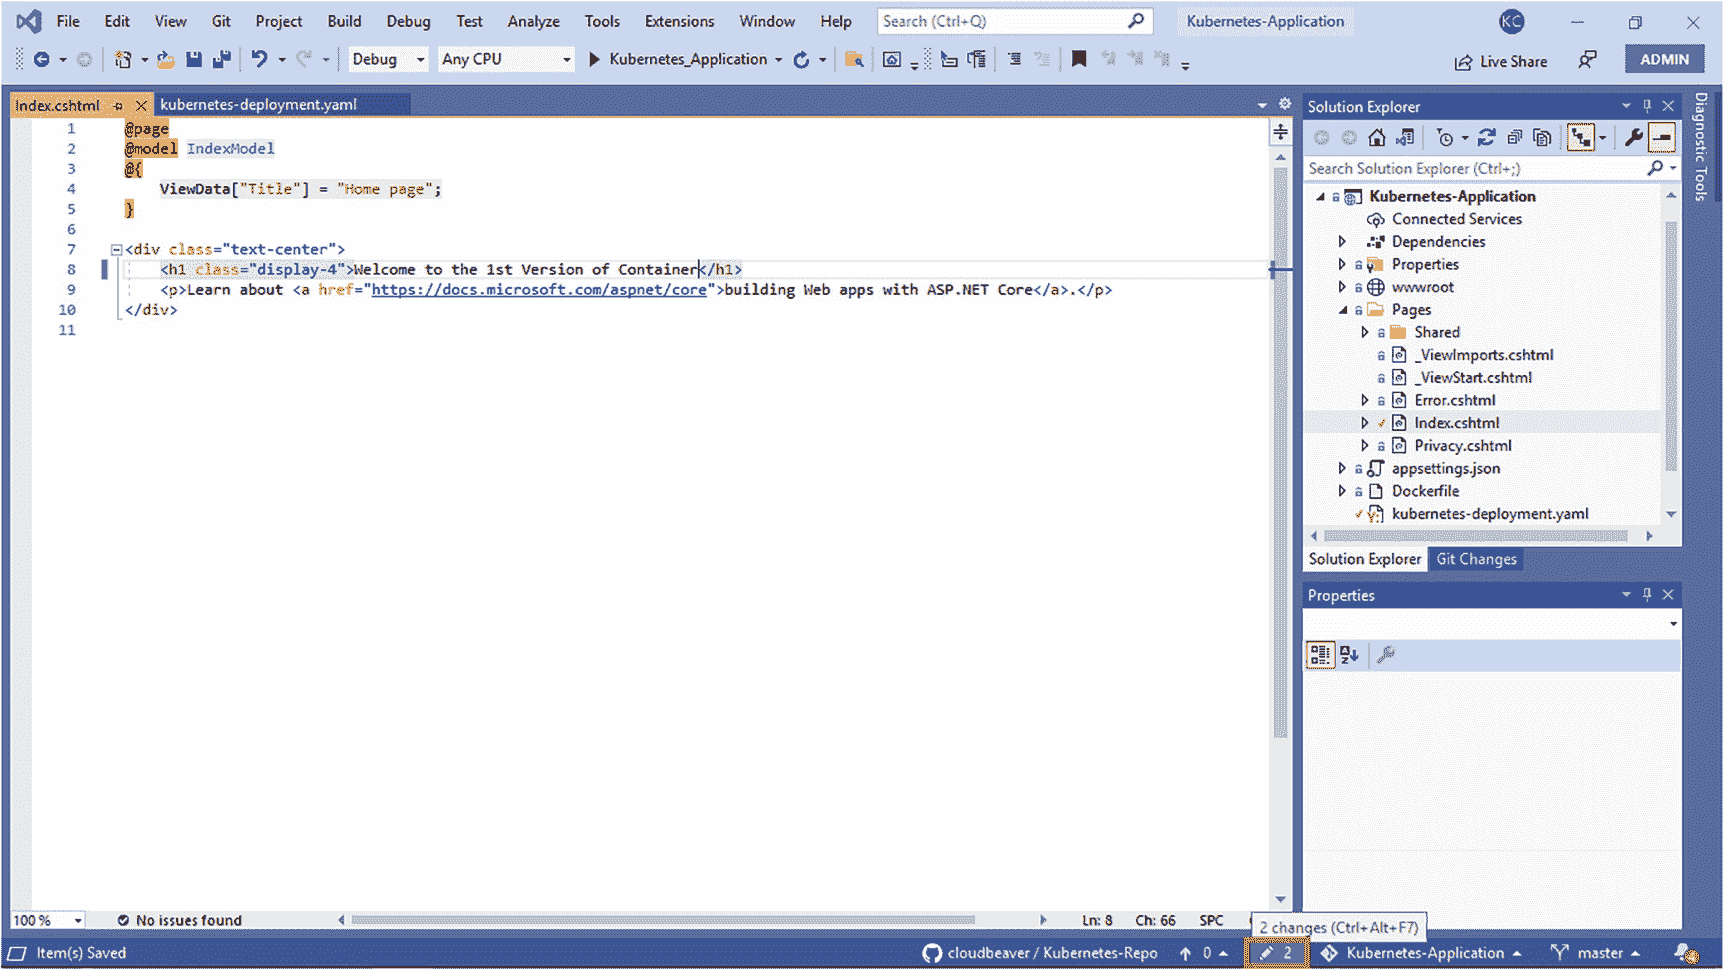 File Edit View Git Project Build Debug Test Analyze Tools Extensions Window Help Search (Ctrl+Q) Kubernetes-Application KC
Debug Any CPU Kubernetes_Application Live Share ADMIN
Index.cshtml kubernetes-deployment.yaml
1 @page
2 @model IndexModel
3 @{
4 ViewData["Title"] = "Home page";
5 }
6
7 <div class="text-center">
8 <h1 class="display-4">Welcome to the 1st Version of Container</h1>
9 <p>Learn about <a href="https://docs.microsoft.com/aspnet/core">building Web apps with ASP.NET Core</a>.</p>
10 </div>
11
Solution Explorer
Search Solution Explorer (Ctrl+;)
Kubernetes-Application
Connected Services
Dependencies
Properties
wwwroot
Pages
Shared
_ViewImports.cshtml
_ViewStart.cshtml
Error.cshtml
Index.cshtml
Privacy.cshtml
appsettings.json
Dockerfile
kubernetes-deployment.yaml
Solution Explorer Git Changes
Properties
Diagnostic Tools
100 % No issues found Ln: 8 Ch: 66 SPC
2 changes (Ctrl+Alt+F7)
Item(s) Saved cloudbeaver / Kubernetes-Repo 0 2 Kubernetes-Application master